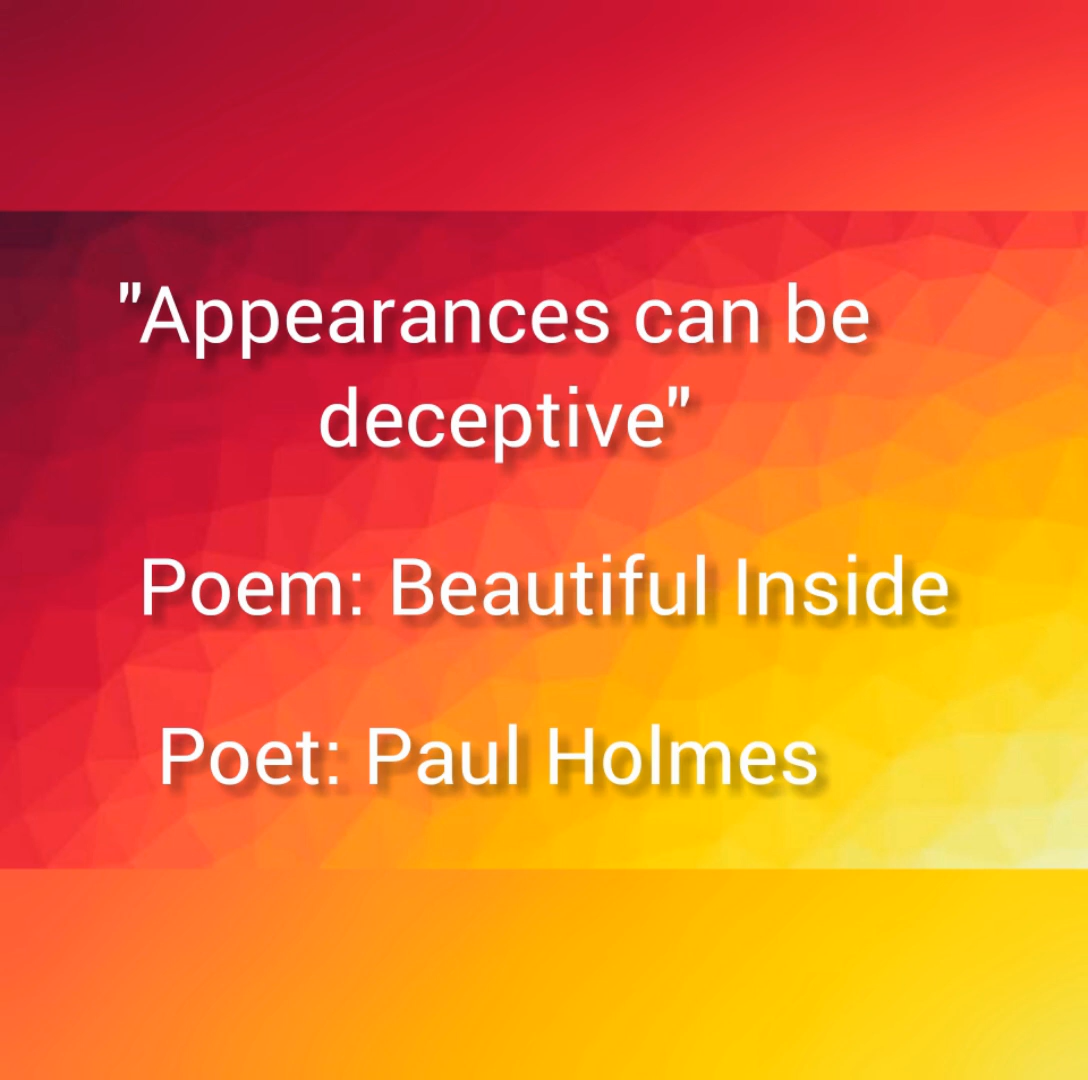 "Appearances can be
deceptive"
Poem: Beautiful Inside
Poet: Paul Holmes